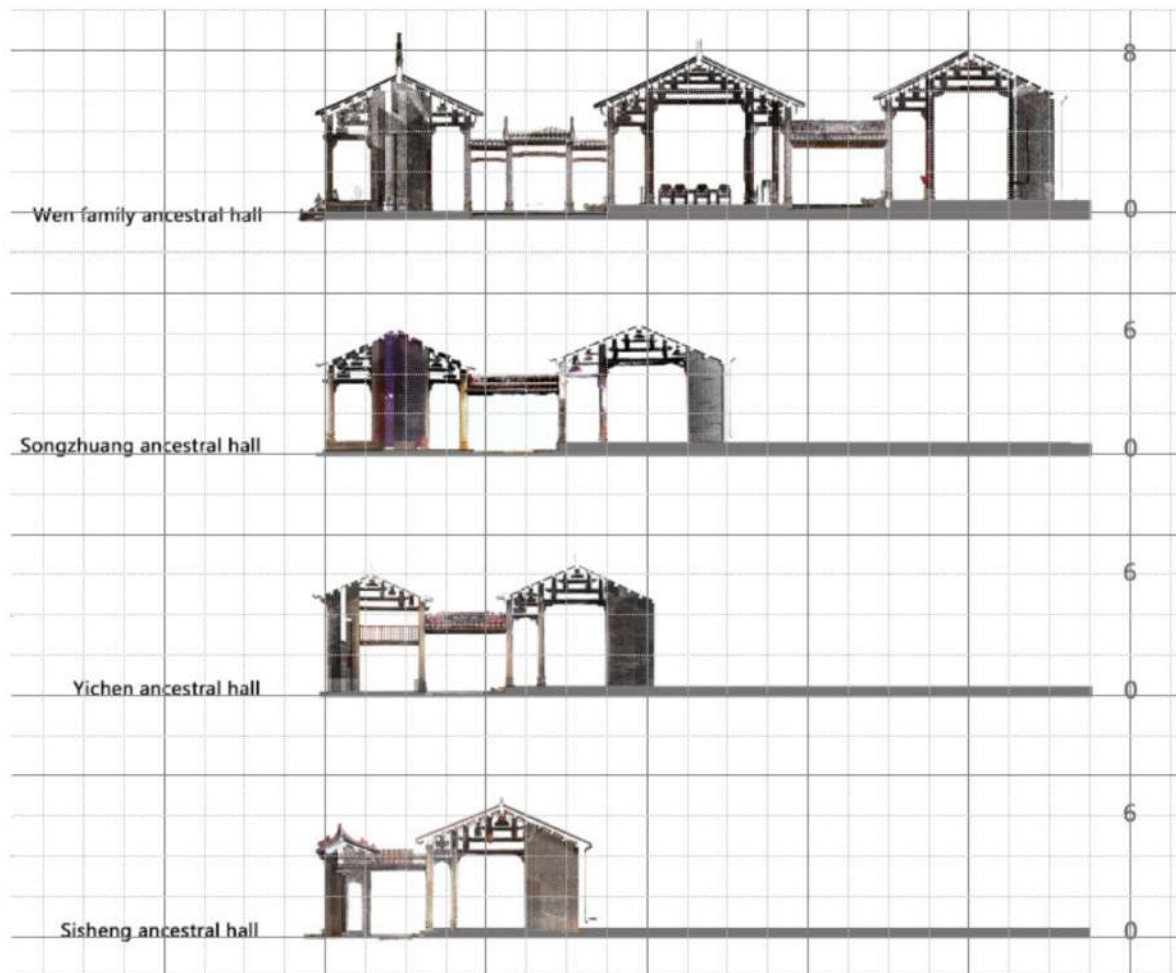 8
Wen family ancestral hall 0
6
Songzhuang ancestral hall 0
6
Yichen ancestral hall 0
6
Sisheng ancestral hall 0